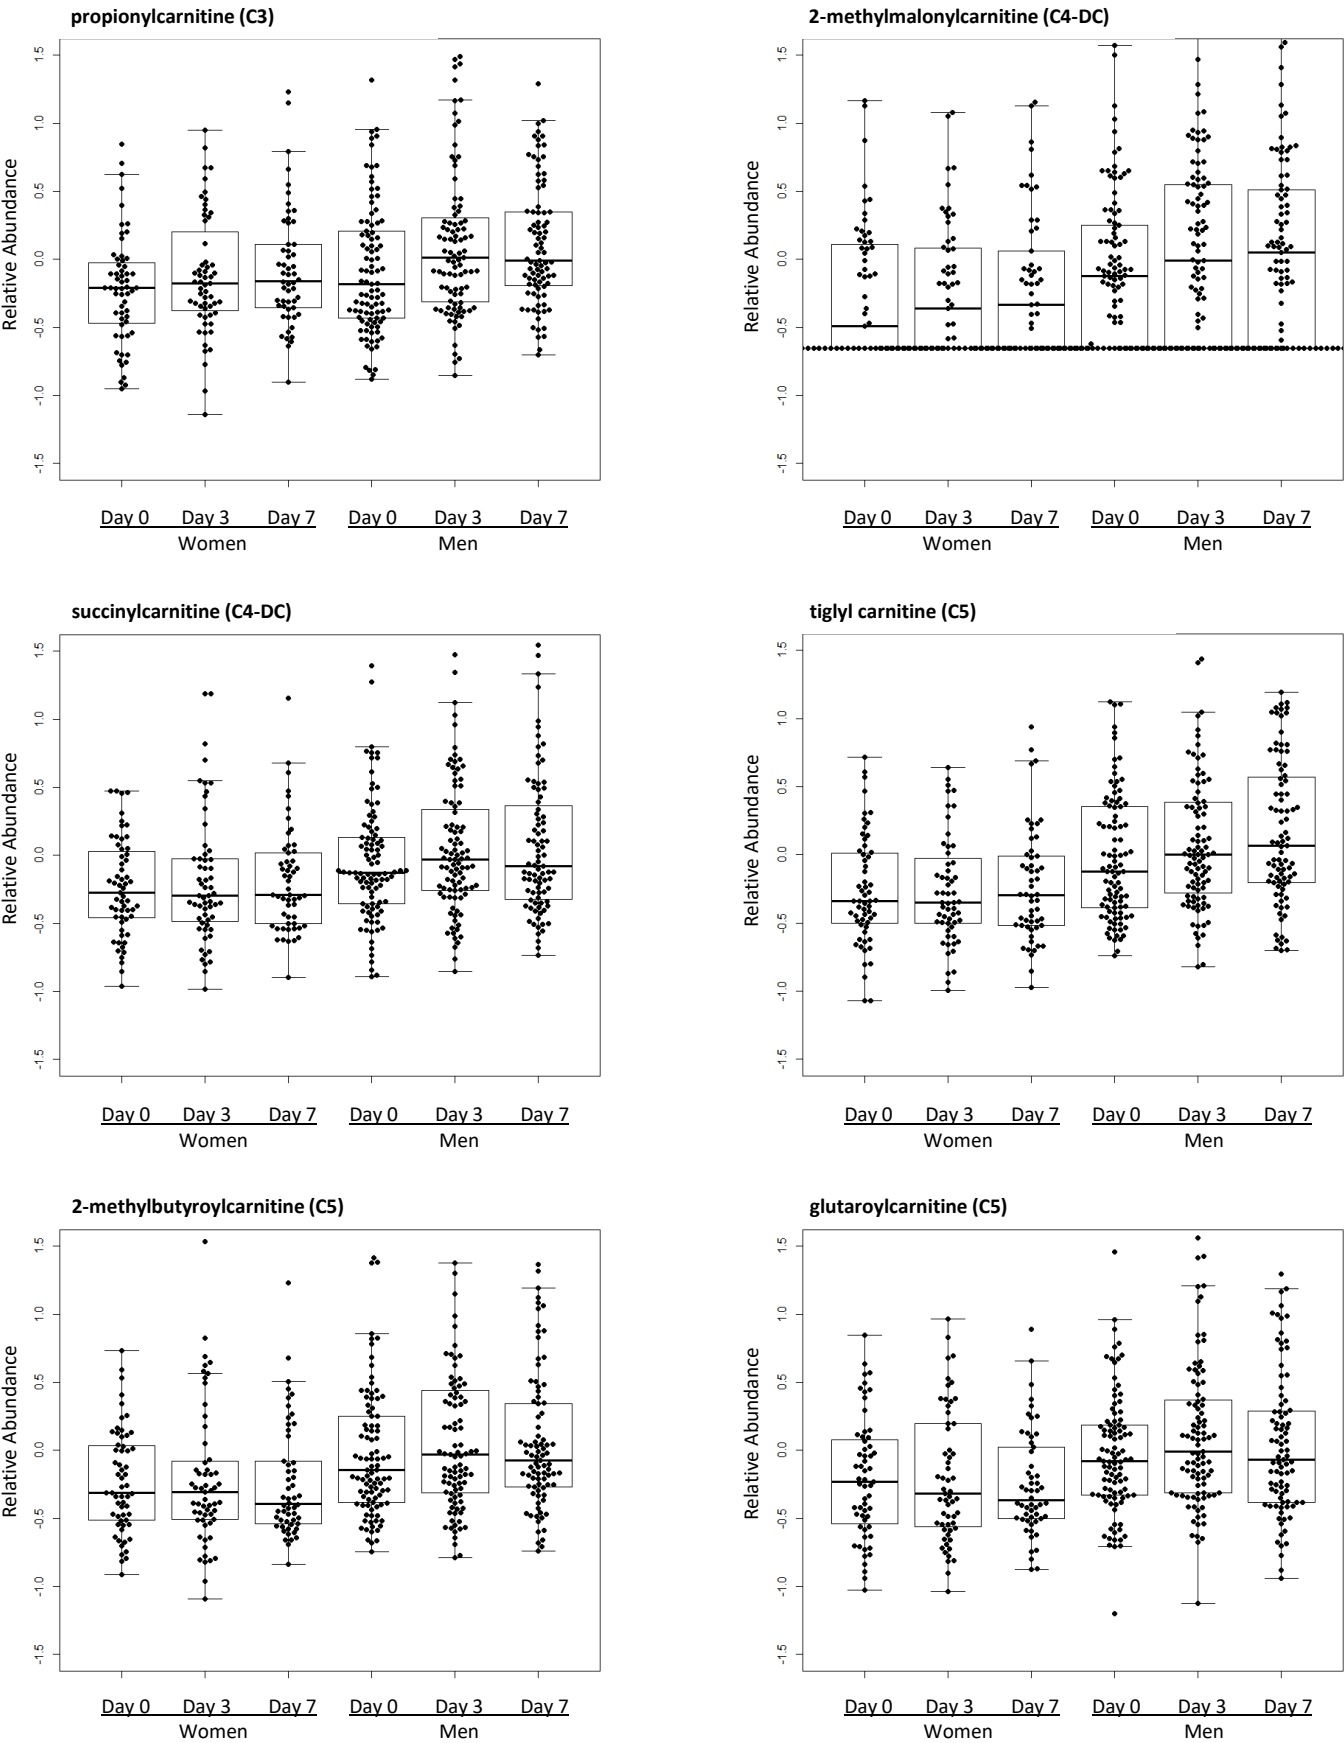 propionylcarnitine (C3)
2-methylmalonylcarnitine (C4-DC)
Relative Abundance
1.5
1.0
0.5
0.0
-0.5
-1.0
-1.5
Day 0 Day 3 Day 7 Day 0 Day 3 Day 7
Women Men
Relative Abundance
1.5
1.0
0.5
0.0
-0.5
-1.0
-1.5
Day 0 Day 3 Day 7 Day 0 Day 3 Day 7
Women Men
succinylcarnitine (C4-DC)
tiglyl carnitine (C5)
Relative Abundance
1.5
1.0
0.5
0.0
-0.5
-1.0
-1.5
Day 0 Day 3 Day 7 Day 0 Day 3 Day 7
Women Men
Relative Abundance
1.5
1.0
0.5
0.0
-0.5
-1.0
-1.5
Day 0 Day 3 Day 7 Day 0 Day 3 Day 7
Women Men
2-methylbutyroylcarnitine (C5)
glutaroylcarnitine (C5)
Relative Abundance
1.5
1.0
0.5
0.0
-0.5
-1.0
-1.5
Day 0 Day 3 Day 7 Day 0 Day 3 Day 7
Women Men
Relative Abundance
1.5
1.0
0.5
0.0
-0.5
-1.0
-1.5
Day 0 Day 3 Day 7 Day 0 Day 3 Day 7
Women Men